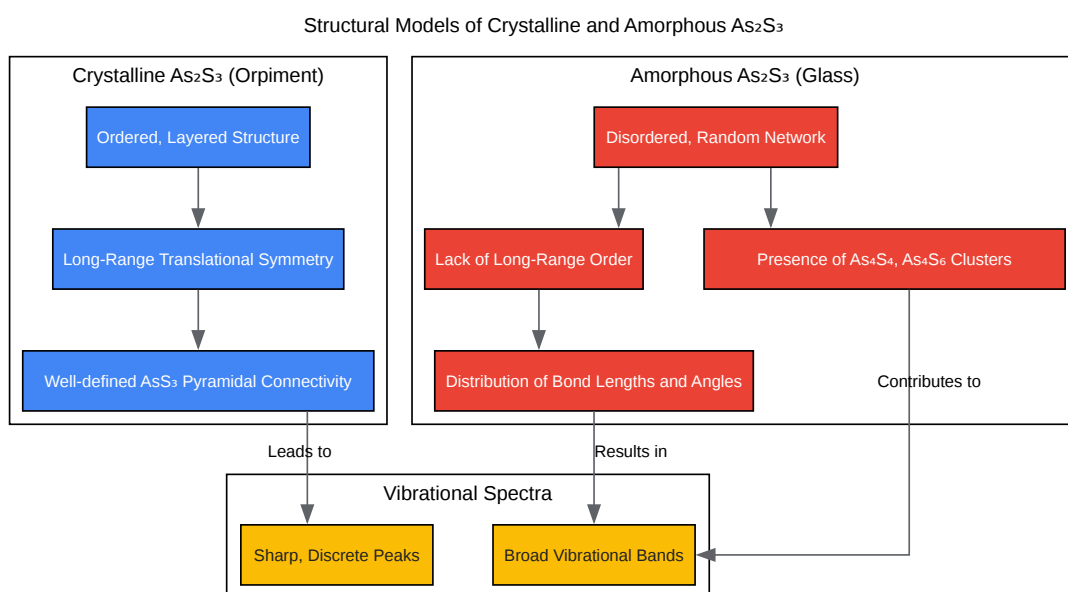 Structural Models of Crystalline and Amorphous As₂S₃
Crystalline As₂S₃ (Orpiment)
Amorphous As₂S₃ (Glass)
Ordered, Layered Structure
Disordered, Random Network
Long-Range Translational Symmetry
Lack of Long-Range Order
Presence of As₄S₄, As₄S₆ Clusters
Well-defined AsS₃ Pyramidal Connectivity
Distribution of Bond Lengths and Angles
Contributes to
Leads to
Results in
Vibrational Spectra
Sharp, Discrete Peaks
Broad Vibrational Bands